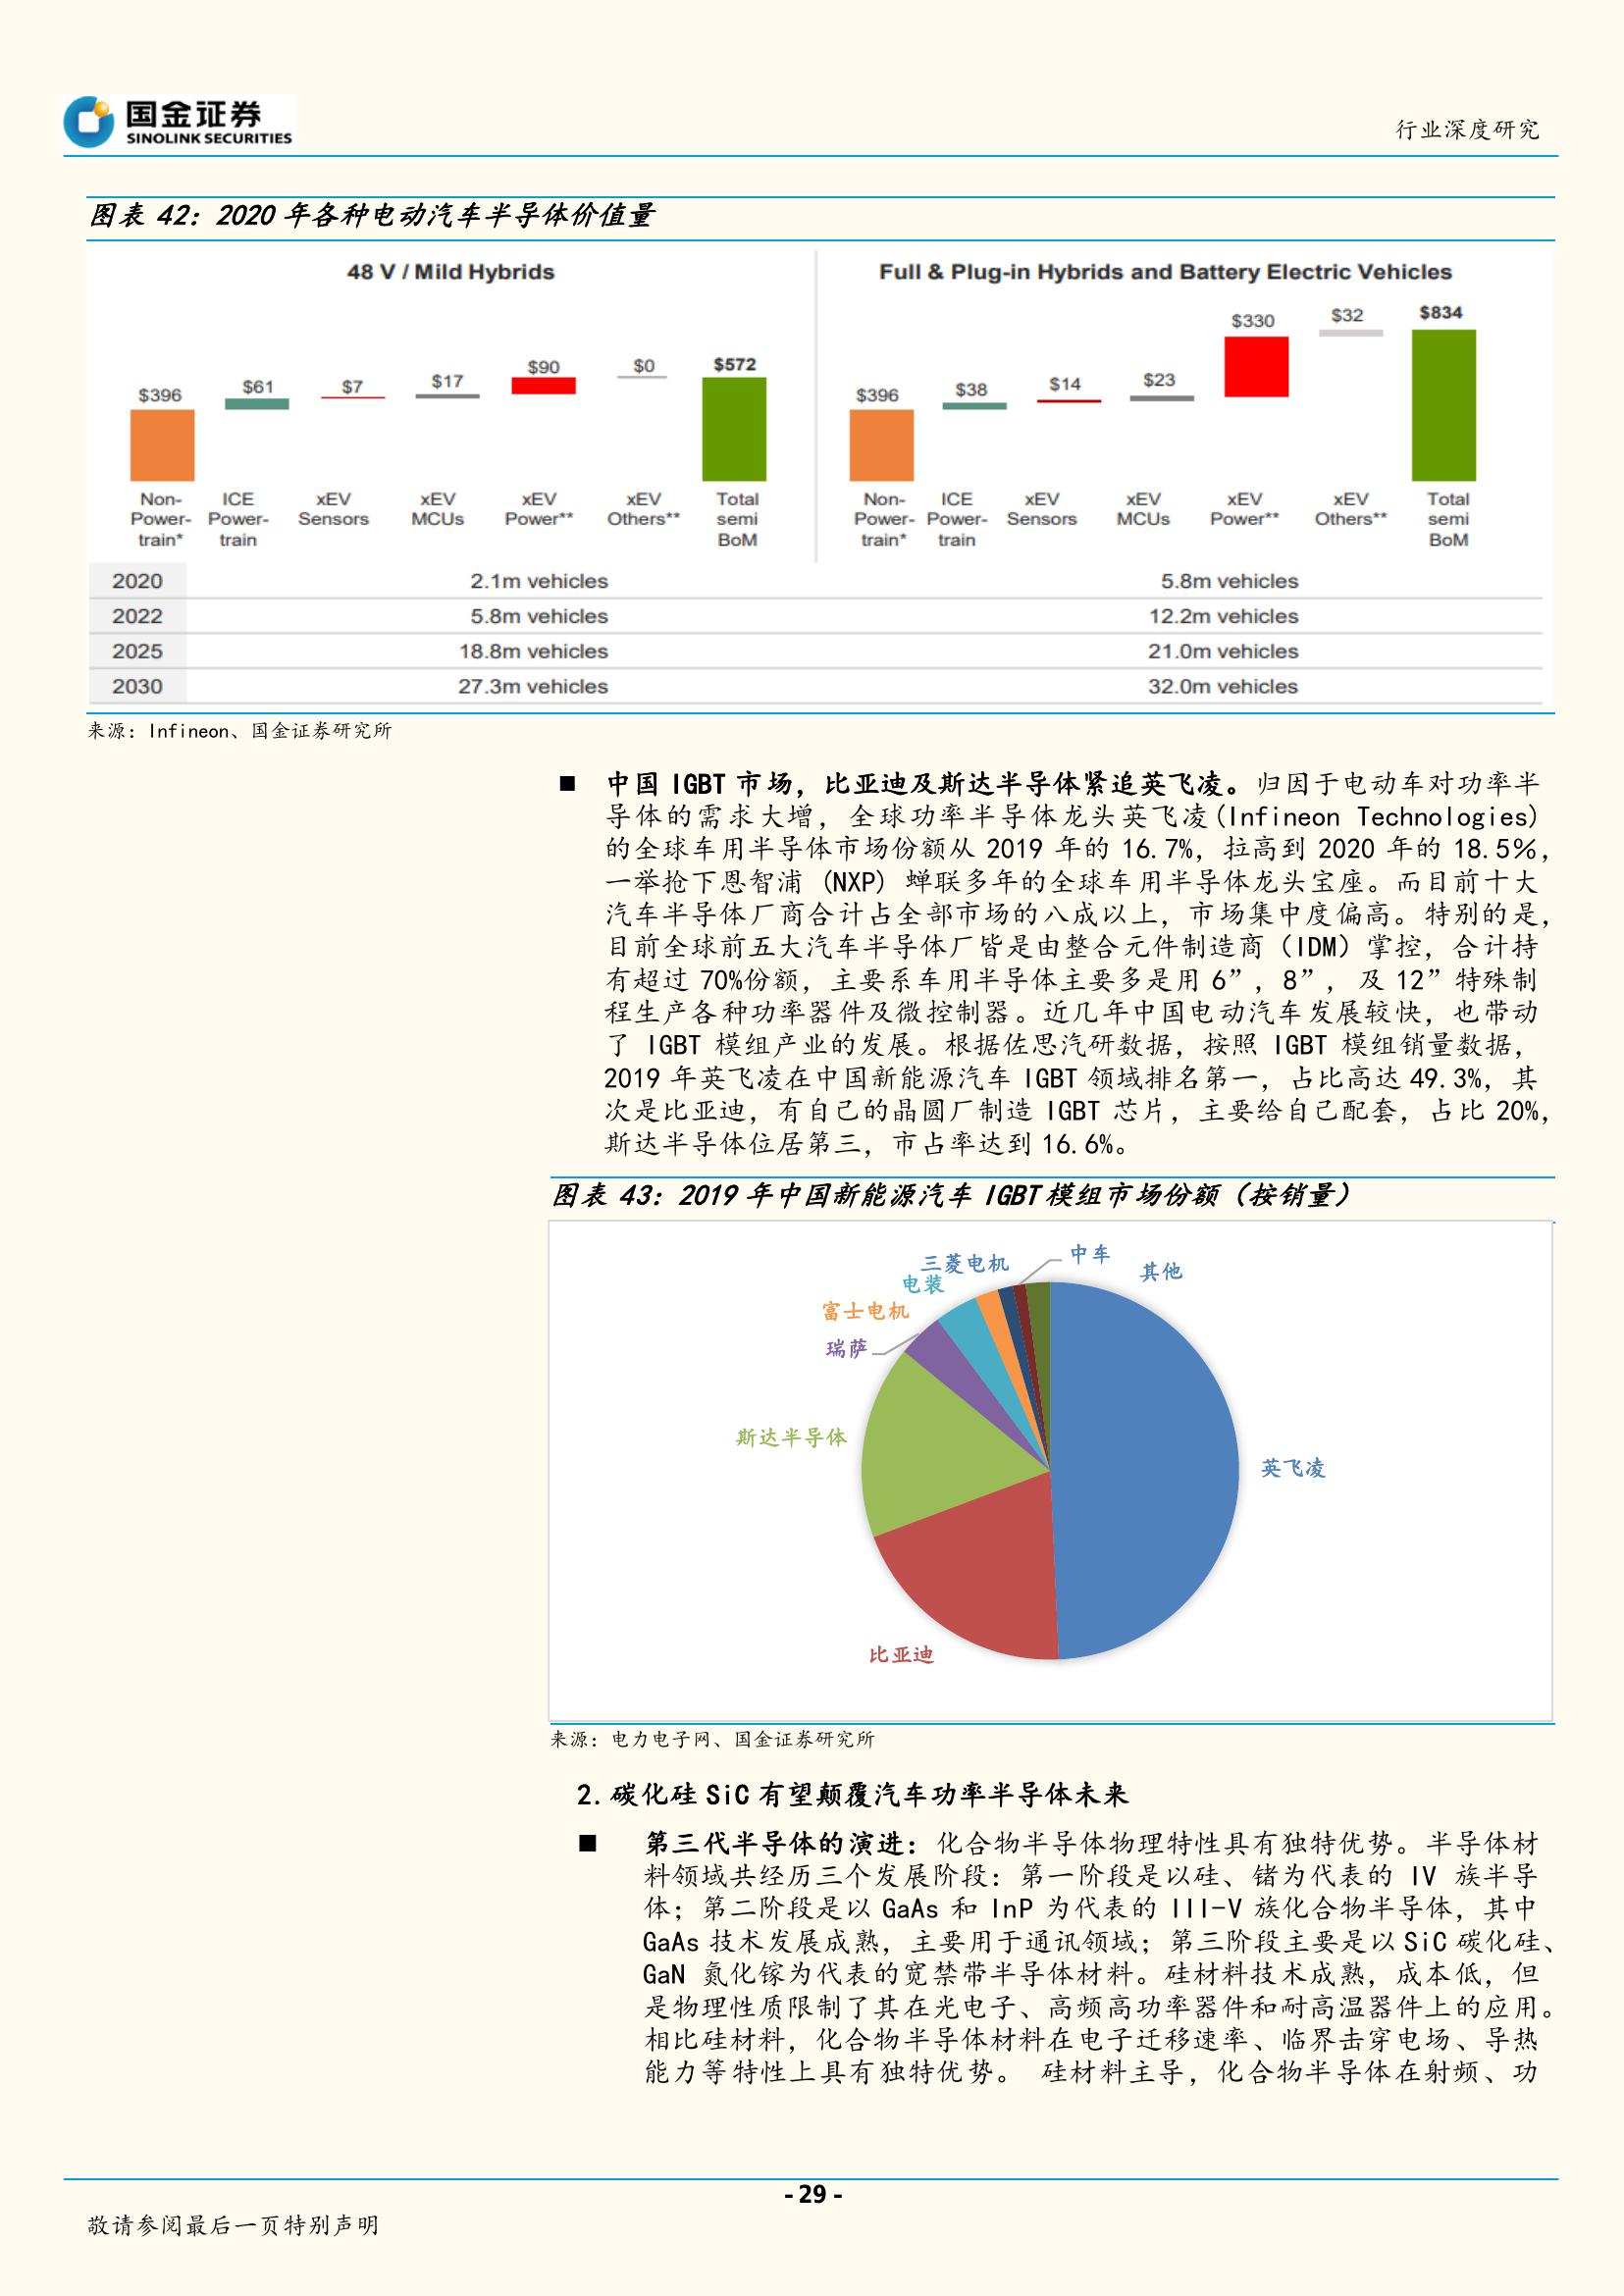 国金证券
SINOLINK SECURITIES
行业深度研究
图表 42：2020 年各种电动汽车半导体价值量
48 V / Mild Hybrids
$396
$61
$7
$17
$90
$0
$572
Non-Power-train*
ICE Power-train
xEV Sensors
xEV MCUs
xEV Power**
xEV Others**
Total semi BoM
Full & Plug-in Hybrids and Battery Electric Vehicles
$396
$38
$14
$23
$330
$32
$834
Non-Power-train*
ICE Power-train
xEV Sensors
xEV MCUs
xEV Power**
xEV Others**
Total semi BoM
2020 2.1m vehicles 5.8m vehicles
2022 5.8m vehicles 12.2m vehicles
2025 18.8m vehicles 21.0m vehicles
2030 27.3m vehicles 32.0m vehicles
来源：Infineon、国金证券研究所
■ 中国 IGBT 市场，比亚迪及斯达半导体紧追英飞凌。归因于电动车对功率半
导体的需求大增，全球功率半导体龙头英飞凌(Infineon Technologies)
的全球车用半导体市场份额从 2019 年的 16.7%，拉高到 2020 年的 18.5%，
一举抢下恩智浦 (NXP) 蝉联多年的全球车用半导体龙头宝座。而目前十大
汽车半导体厂商合计占全部市场的八成以上，市场集中度偏高。特别的是，
目前全球前五大汽车半导体厂皆是由整合元件制造商（IDM）掌控，合计持
有超过 70%份额，主要系车用半导体主要多是用 6”, 8”, 及 12”特殊制
程生产各种功率器件及微控制器。近几年中国电动汽车发展较快，也带动
了 IGBT 模组产业的发展。根据佐思汽研数据，按照 IGBT 模组销量数据，
2019 年英飞凌在中国新能源汽车 IGBT 领域排名第一，占比高达 49.3%，其
次是比亚迪，有自己的晶圆厂制造 IGBT 芯片，主要给自己配套，占比 20%，
斯达半导体位居第三，市占率达到 16.6%。
图表 43：2019 年中国新能源汽车 IGBT 模组市场份额（按销量）
中车
三菱电机
其他
电装
富士电机
瑞萨
斯达半导体
英飞凌
比亚迪
来源：电力电子网、国金证券研究所
2. 碳化硅 SiC 有望颠覆汽车功率半导体未来
■ 第三代半导体的演进：化合物半导体物理特性具有独特优势。半导体材
料领域共经历三个发展阶段：第一阶段是以硅、锗为代表的 IV 族半导
体；第二阶段是以 GaAs 和 InP 为代表的 III-V 族化合物半导体，其中
GaAs 技术发展成熟，主要用于通讯领域；第三阶段主要是以 SiC 碳化硅、
GaN 氮化镓为代表的宽禁带半导体材料。硅材料技术成熟，成本低，但
是物理性质限制了其在光电子、高频高功率器件和耐高温器件上的应用。
相比硅材料，化合物半导体材料在电子迁移速率、临界击穿电场、导热
能力等特性上具有独特优势。 硅材料主导，化合物半导体在射频、功
- 29 -
敬请参阅最后一页特别声明